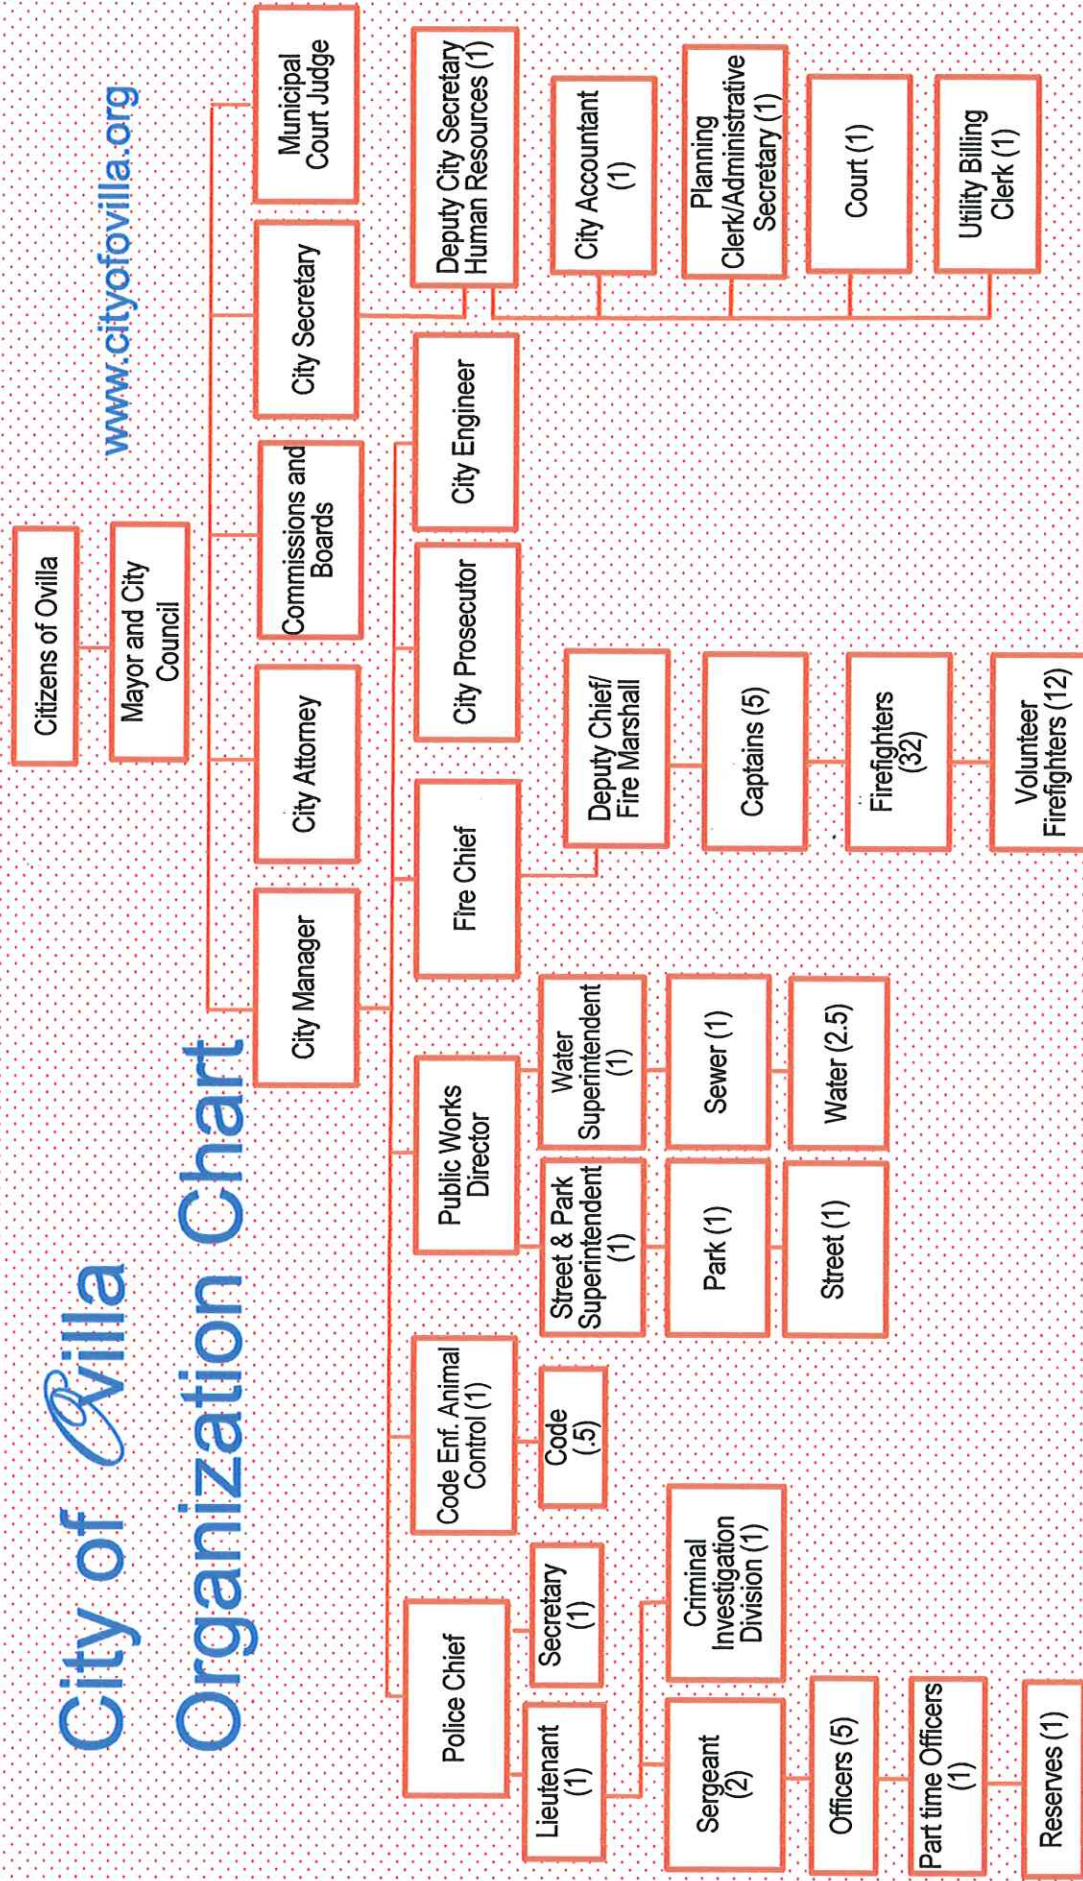 City of Ovilla
Organization Chart
www.cityofovilla.org
Citizens of Ovilla
Mayor and City
Council
City Manager
City Attorney
Commissions and
Boards
City Secretary
Municipal
Court Judge
Police Chief
Code Enf. Animal
Control (1)
Public Works
Director
Fire Chief
City Prosecutor
City Engineer
Deputy City Secretary
Human Resources (1)
Lieutenant
(1)
Secretary
(1)
Code
(.5)
Street & Park
Superintendent
(1)
Water
Superintendent
(1)
Deputy Chief/
Fire Marshall
City Accountant
(1)
Sergeant
(2)
Criminal
Investigation
Division (1)
Park (1)
Sewer (1)
Captains (5)
Planning
Clerk/Administrative
Secretary (1)
Officers (5)
Street (1)
Water (2.5)
Firefighters
(32)
Court (1)
Part time Officers
(1)
Volunteer
Firefighters (12)
Utility Billing
Clerk (1)
Reserves (1)